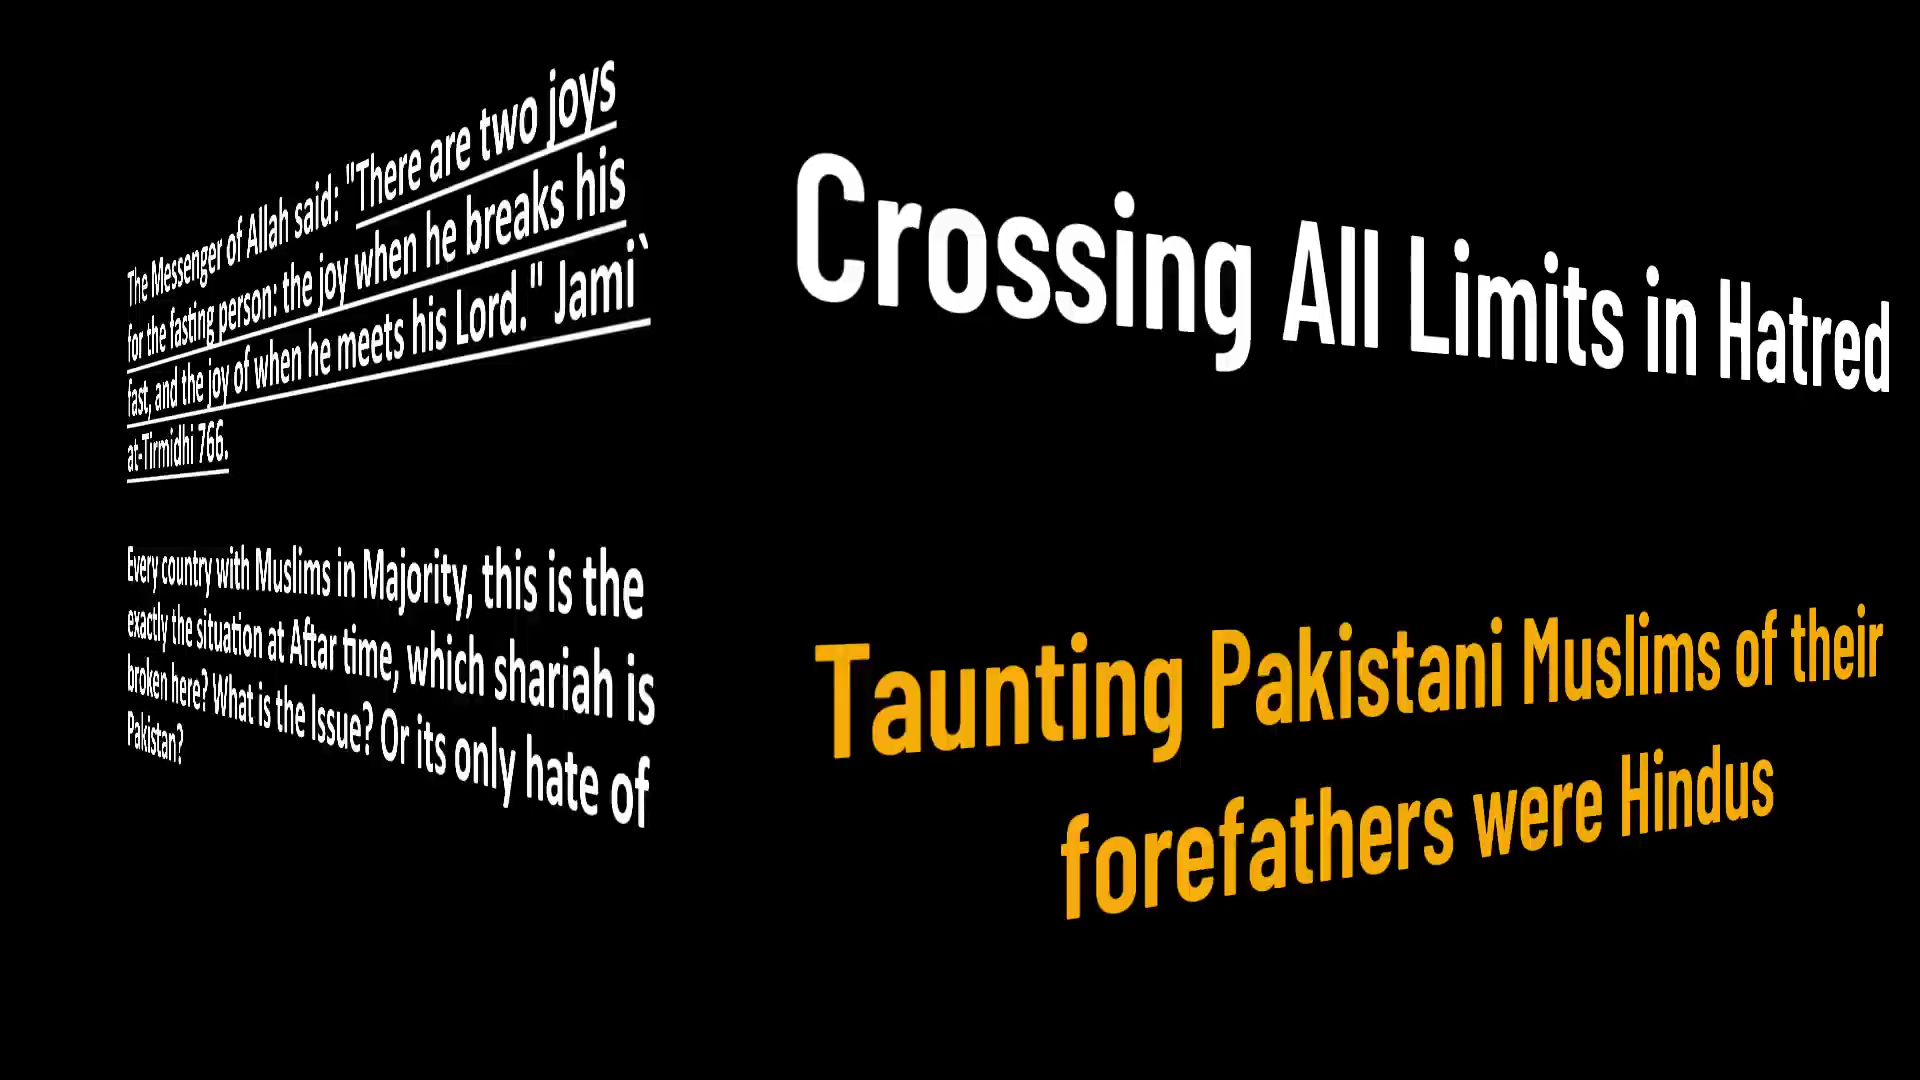 The Messenger of Allah said: "There are two joys
for the fasting person: the joy when he breaks his
fast, and the joy of when he meets his Lord." Jami`
at-Tirmidhi 766.
Every country with Muslims in Majority, this is the
exactly the situation at Aftar time, which shariah is
broken here? What is the Issue? Or its only hate of
Pakistan?
Crossing All Limits in Hatred
Taunting Pakistani Muslims of their
forefathers were Hindus